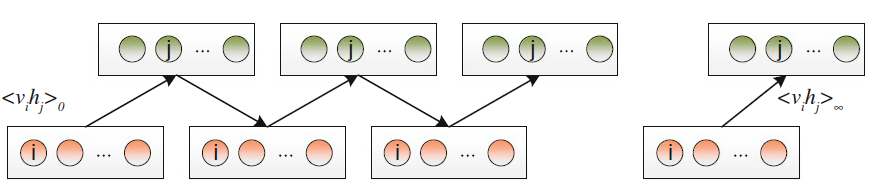 j ... j ... j ... j ...
<v_i h_j>_0 <v_i h_j>_∞
i ... i ... i ... i ...